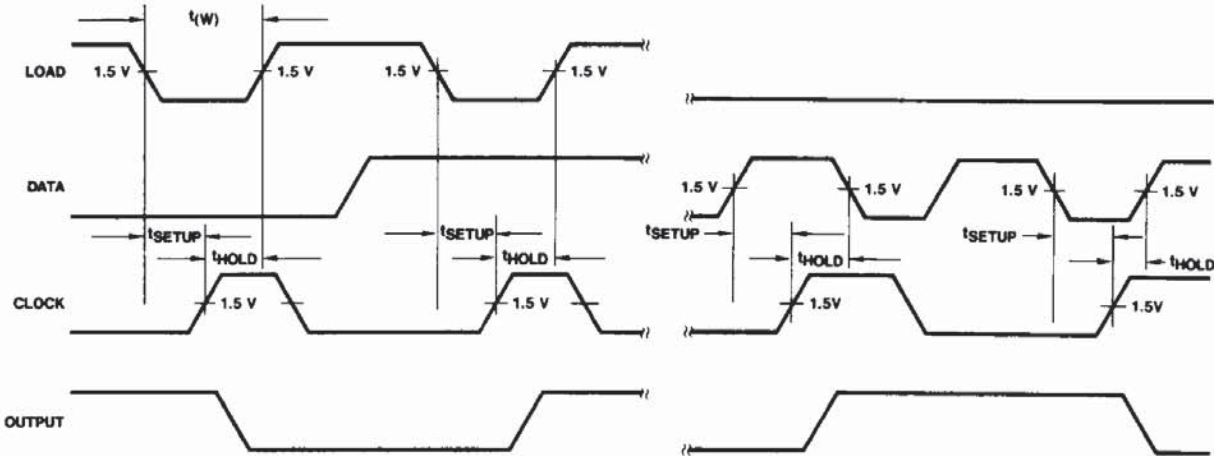 t(W)
LOAD 1.5 V 1.5 V 1.5 V 1.5 V
DATA 1.5 V 1.5 V 1.5 V 1.5 V
tSETUP tSETUP tSETUP tSETUP
tHOLD tHOLD tHOLD tHOLD
CLOCK 1.5 V 1.5 V 1.5V 1.5V
OUTPUT